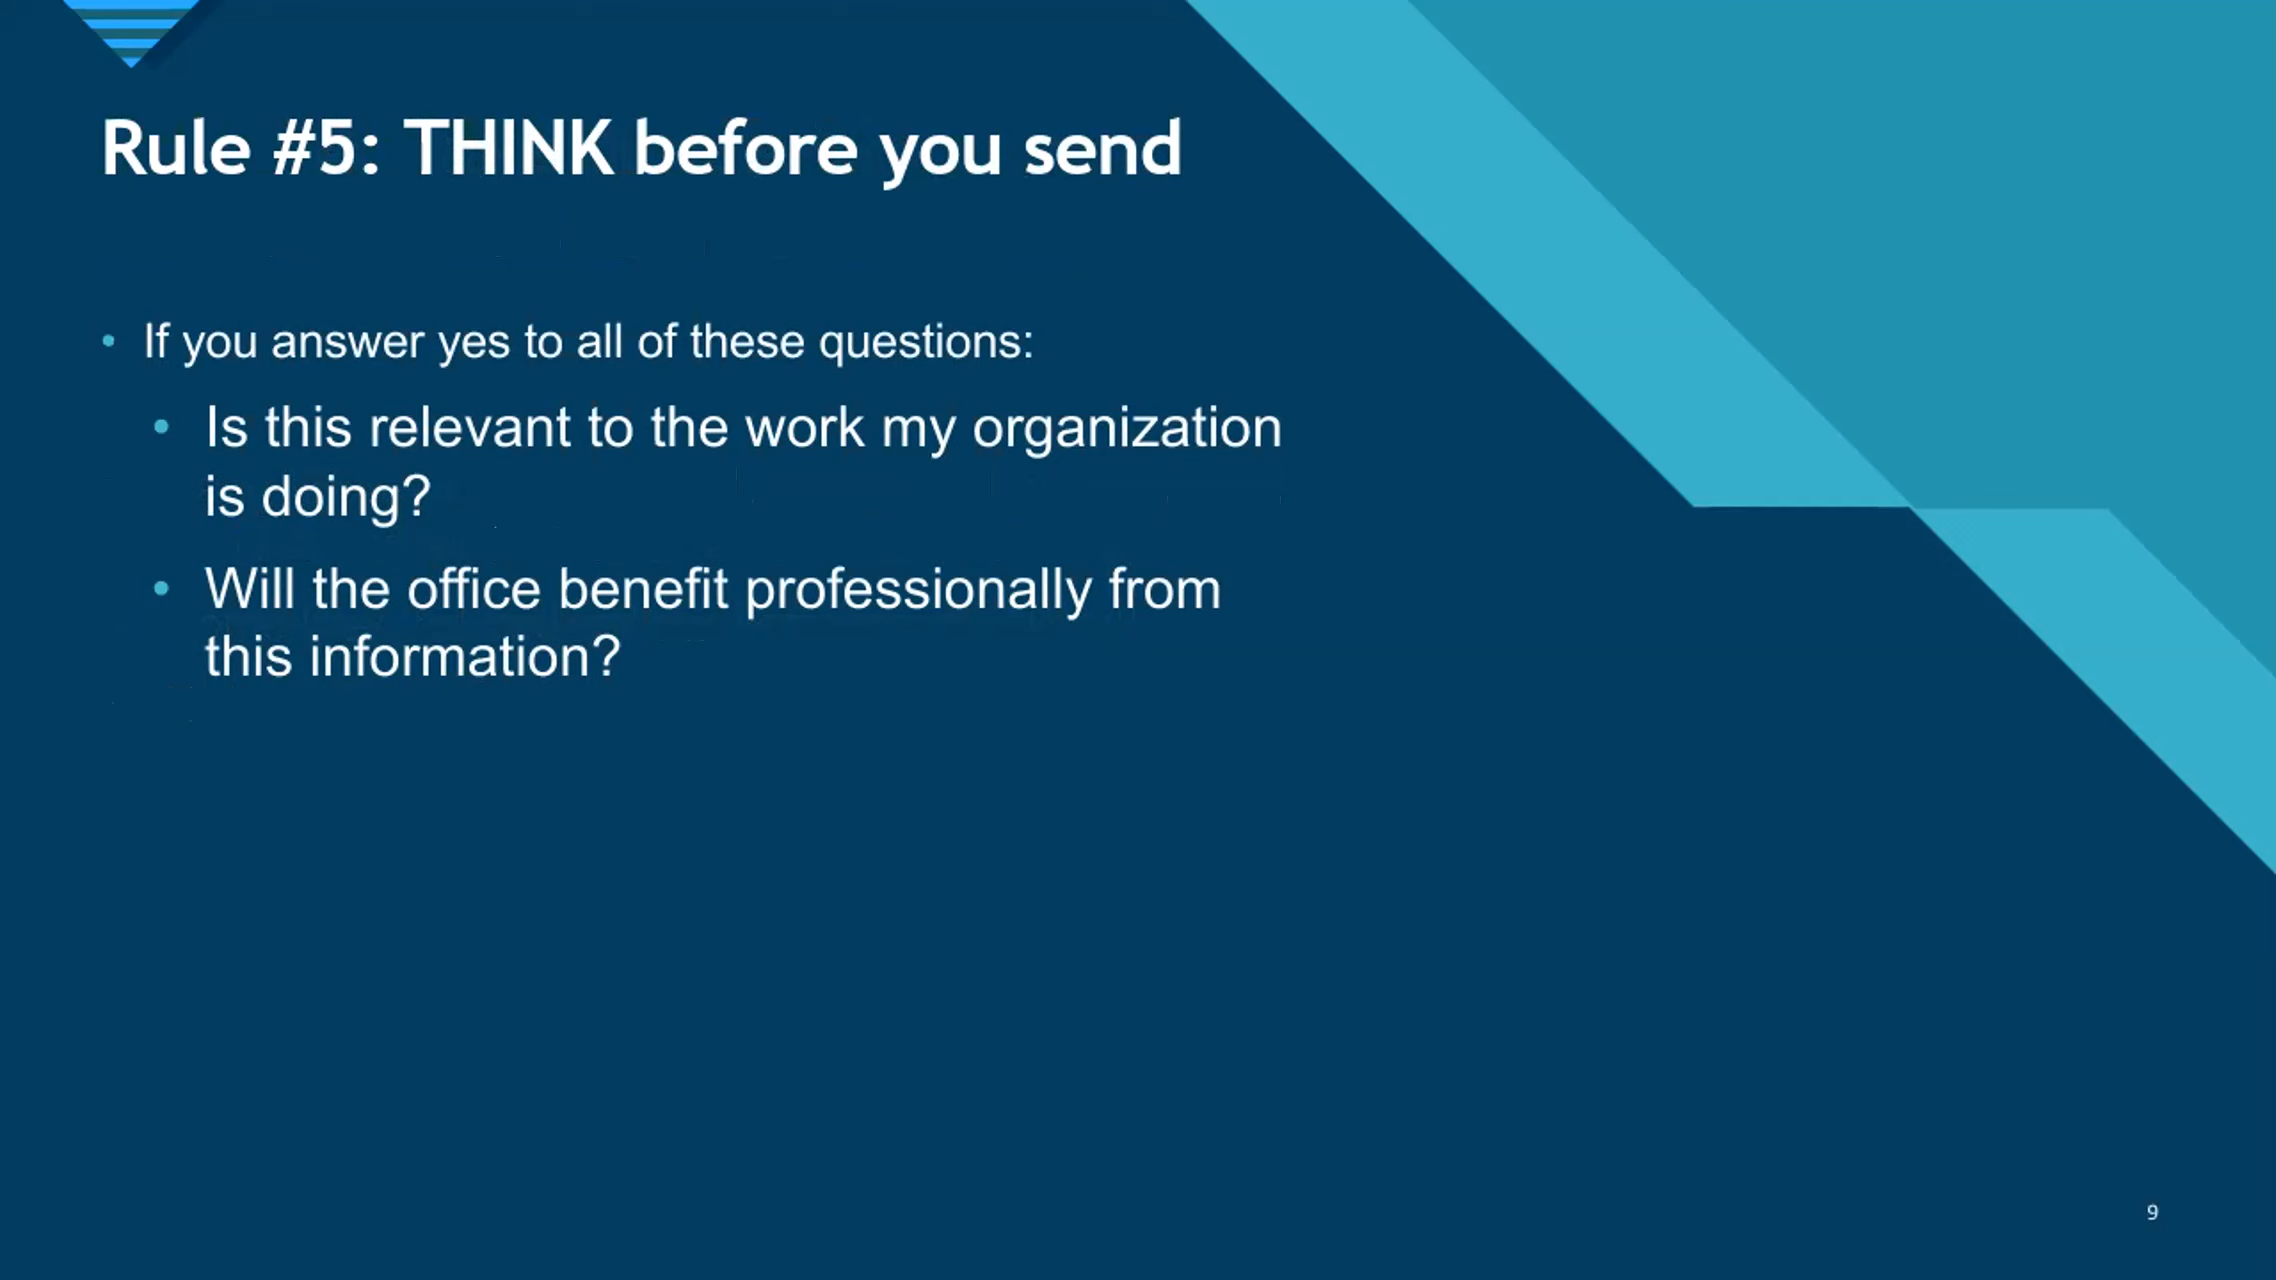 Rule #5: THINK before you send
• If you answer yes to all of these questions:
• Is this relevant to the work my organization
is doing?
• Will the office benefit professionally from
this information?
9